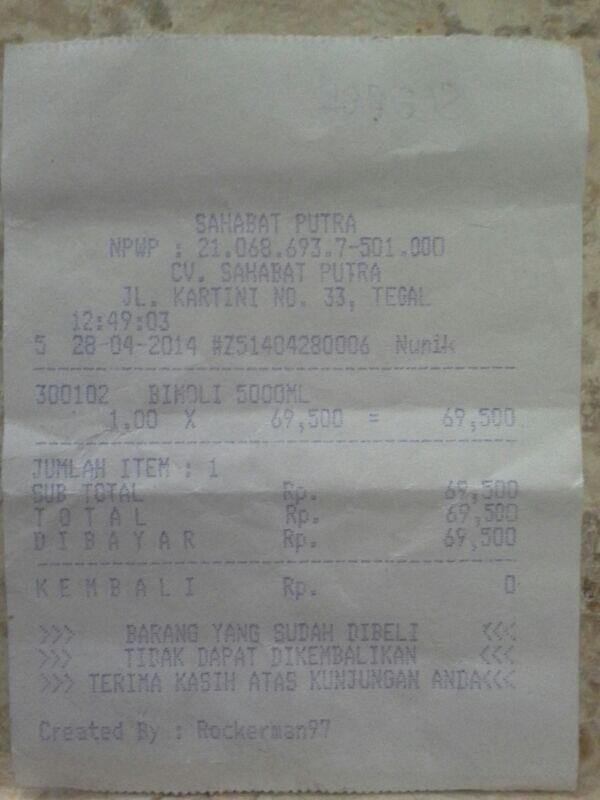 SAHABAT PUTRA
NPWP : 21.068.693.7-501.000
CV. SAHABAT PUTRA
JL. KARTINI NO. 33, TEGAL
12:49:03
5 28-04-2014 #Z51404280006 Nunik
300102 BIMOLI 5000ML
1.00 X 69,500 = 69,500
JUMLAH ITEM : 1
SUB TOTAL Rp. 69,500
T O T A L Rp. 69,500
D I B A Y A R Rp. 69,500
K E M B A L I Rp. 0
>>> BARANG YANG SUDAH DIBELI <<<
>>> TIDAK DAPAT DIKEMBALIKAN <<<
>>> TERIMA KASIH ATAS KUNJUNGAN ANDA<<<
Created By : Rockerman97